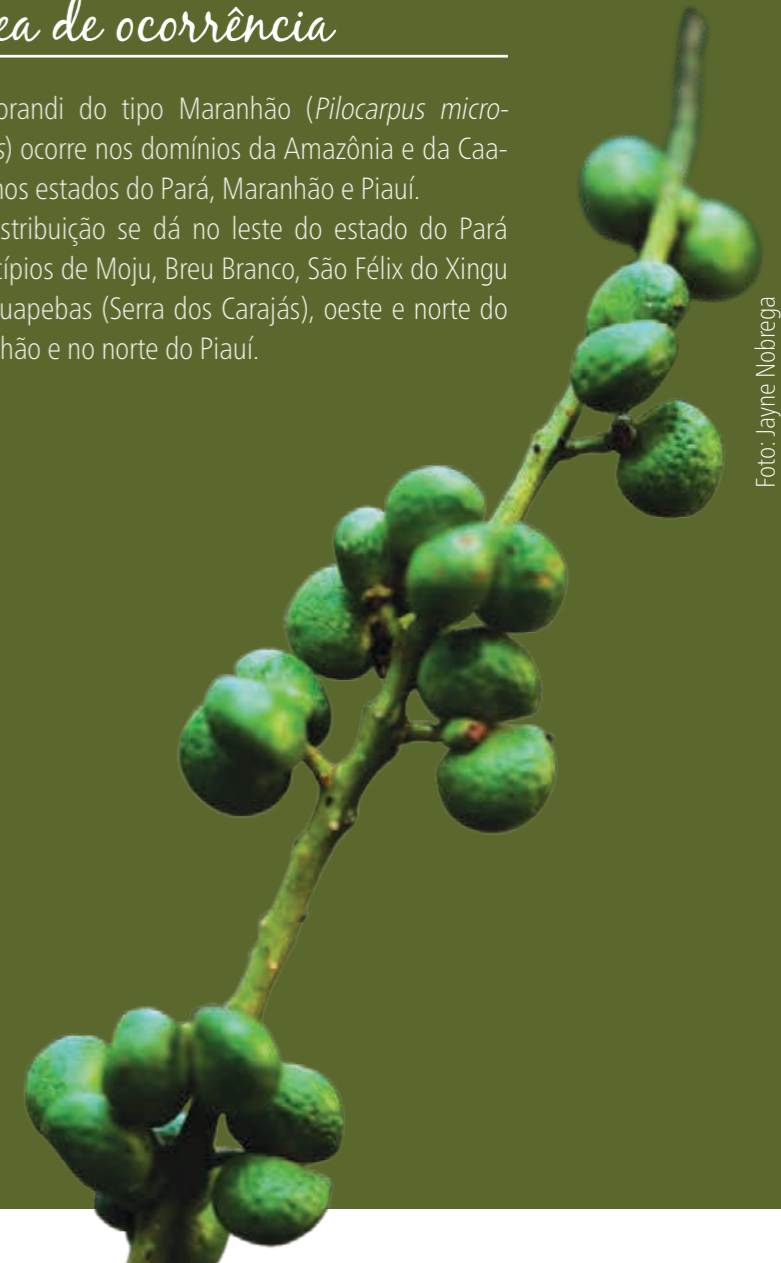 ea de ocorrência
orandi do tipo Maranhão (Pilocarpus micro-
s) ocorre nos domínios da Amazônia e da Caa-
nos estados do Pará, Maranhão e Piauí.
stribuição se dá no leste do estado do Pará
cípios de Moju, Breu Branco, São Félix do Xingu
uapebas (Serra dos Carajás), oeste e norte do
hão e no norte do Piauí.
Foto: Jayne Nobrega